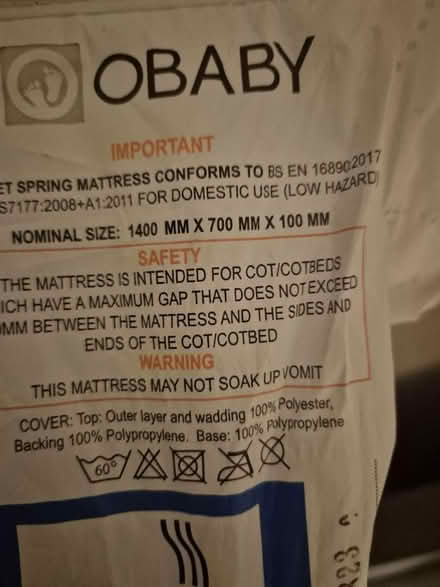 OBABY
IMPORTANT
ET SPRING MATTRESS CONFORMS TO BS EN 16890:2017
S7177:2008+A1:2011 FOR DOMESTIC USE (LOW HAZARD)
NOMINAL SIZE: 1400 MM X 700 MM X 100 MM
SAFETY
THE MATTRESS IS INTENDED FOR COT/COTBEDS
ICH HAVE A MAXIMUM GAP THAT DOES NOT EXCEED
0MM BETWEEN THE MATTRESS AND THE SIDES AND
ENDS OF THE COT/COTBED
WARNING
THIS MATTRESS MAY NOT SOAK UP VOMIT
COVER: Top: Outer layer and wadding 100% Polyester,
Backing 100% Polypropylene. Base: 100% Polypropylene
60°